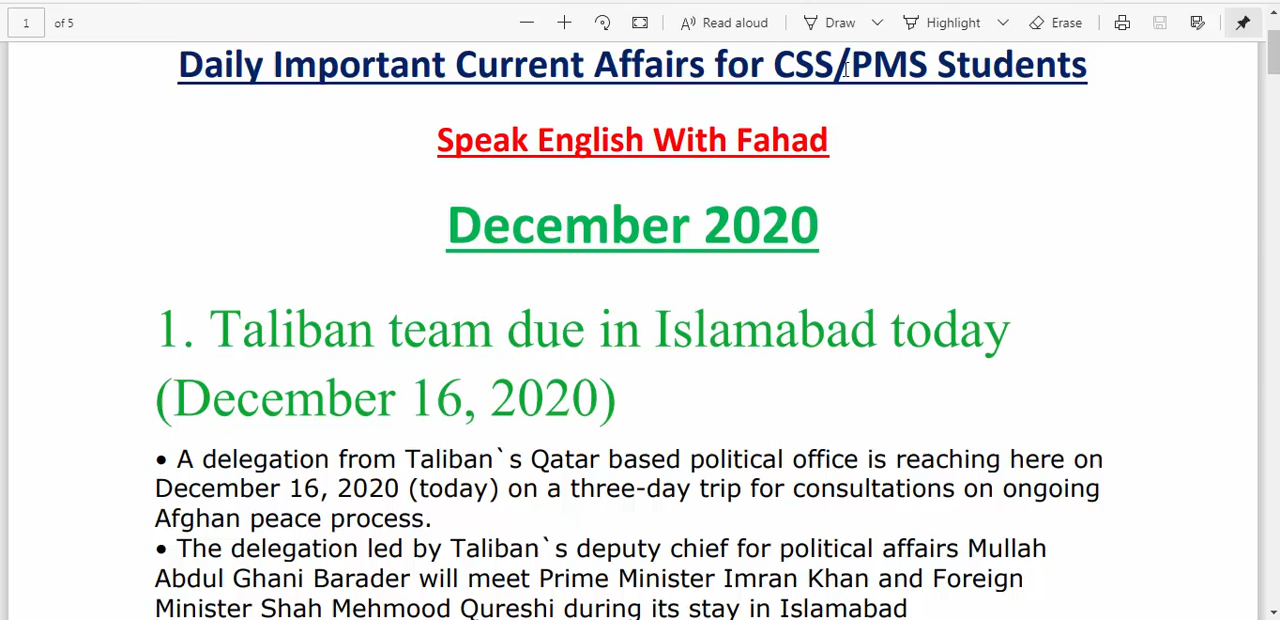 1 of 5 Read aloud Draw Highlight Erase
Daily Important Current Affairs for CSS/PMS Students
Speak English With Fahad
December 2020
1. Taliban team due in Islamabad today
(December 16, 2020)
• A delegation from Taliban`s Qatar based political office is reaching here on
December 16, 2020 (today) on a three-day trip for consultations on ongoing
Afghan peace process.
• The delegation led by Taliban`s deputy chief for political affairs Mullah
Abdul Ghani Barader will meet Prime Minister Imran Khan and Foreign
Minister Shah Mehmood Qureshi during its stay in Islamabad